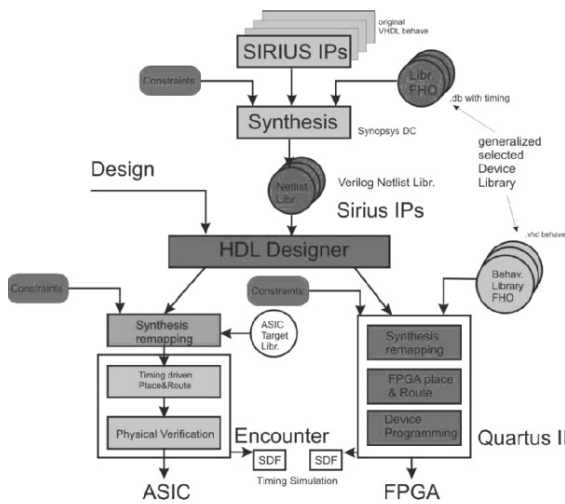 original
VHDL behave
SIRIUS IPs
Constraints
Libr.
FHO
.db with timing
Synthesis
Synopsys DC
generalized
selected
Device
Library
Design
Netlist
Libr.
Verilog Netlist Libr.
Sirius IPs
HDL Designer
.vhd behave
Behav.
Library
FHO
Constraints
Constraints
Synthesis
remapping
ASIC
Target
Libr.
Synthesis
remapping
Timing driven
Place&Route
FPGA place
& Route
Physical Verification
Device
Programming
Encounter
Quartus II
SDF
SDF
Timing Simulation
ASIC
FPGA